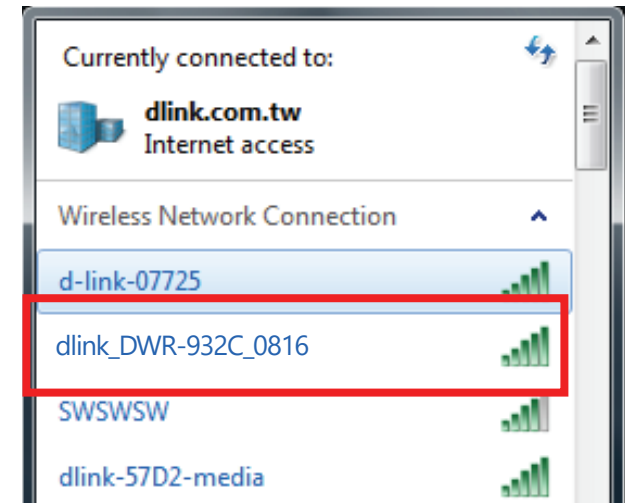 Currently connected to:
dlink.com.tw
Internet access
Wireless Network Connection
d-link-07725
dlink_DWR-932C_0816
SWSWSW
dlink-57D2-media